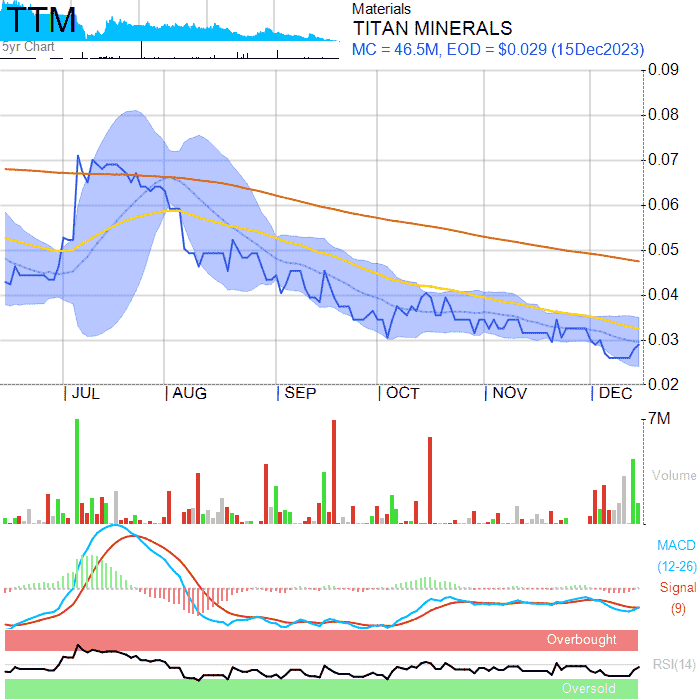 TTM
5yr Chart
Materials
TITAN MINERALS
MC = 46.5M, EOD = $0.029 (15Dec2023)
0.09
0.08
0.07
0.06
0.05
0.04
0.03
0.02
JUL AUG SEP OCT NOV DEC
7M
Volume
MACD
(12-26)
Signal
(9)
Overbought
RSI(14)
Oversold